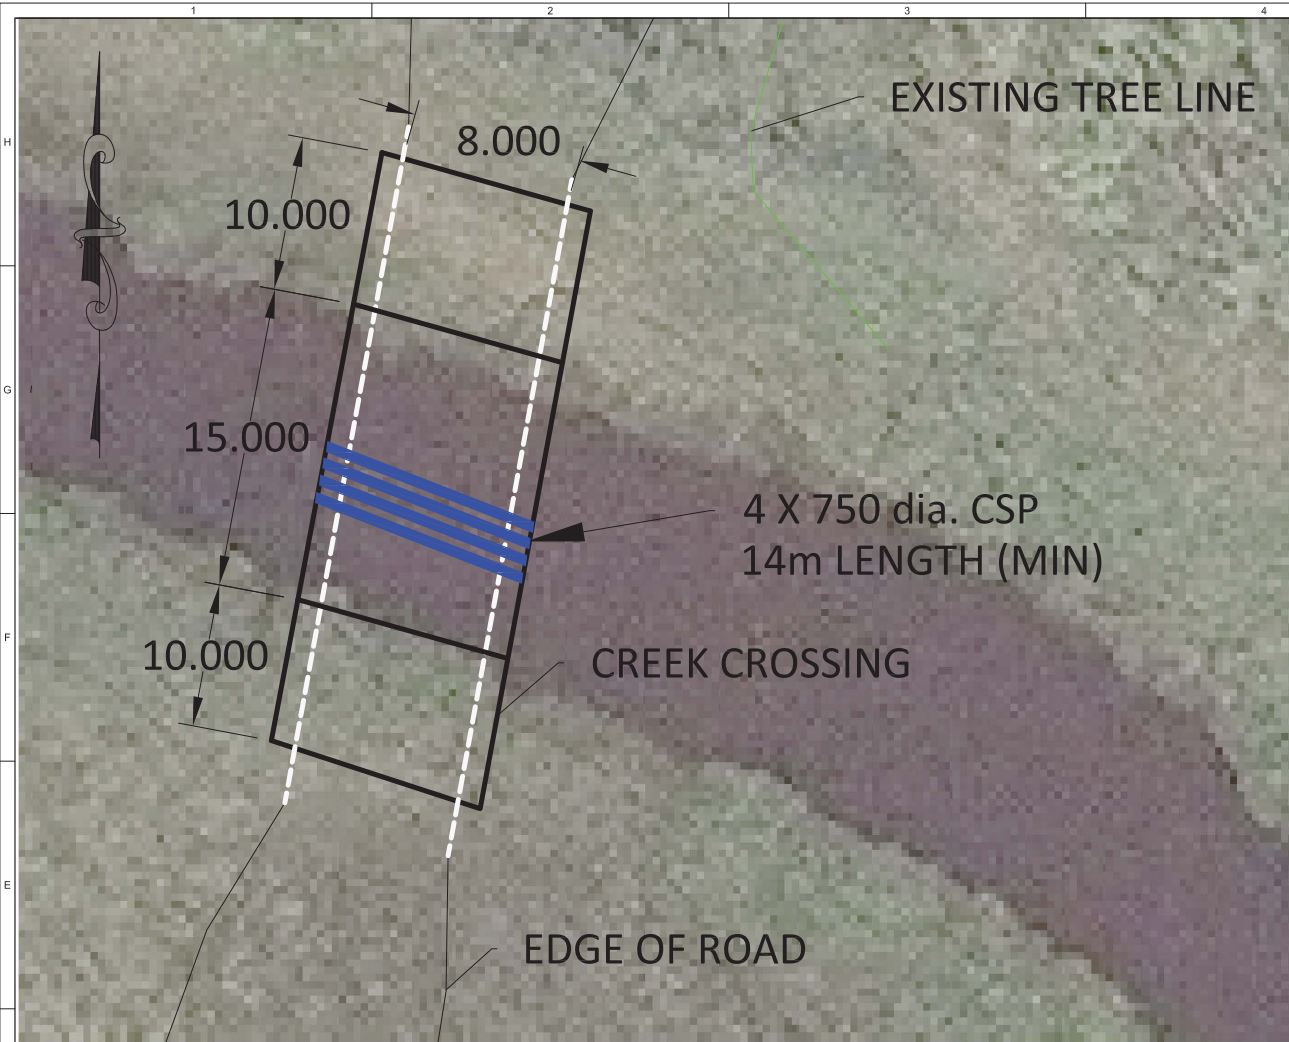 1 2 3 4
H
EXISTING TREE LINE
8.000
10.000
G
15.000
4 X 750 dia. CSP
14m LENGTH (MIN)
F
10.000
CREEK CROSSING
E
EDGE OF ROAD